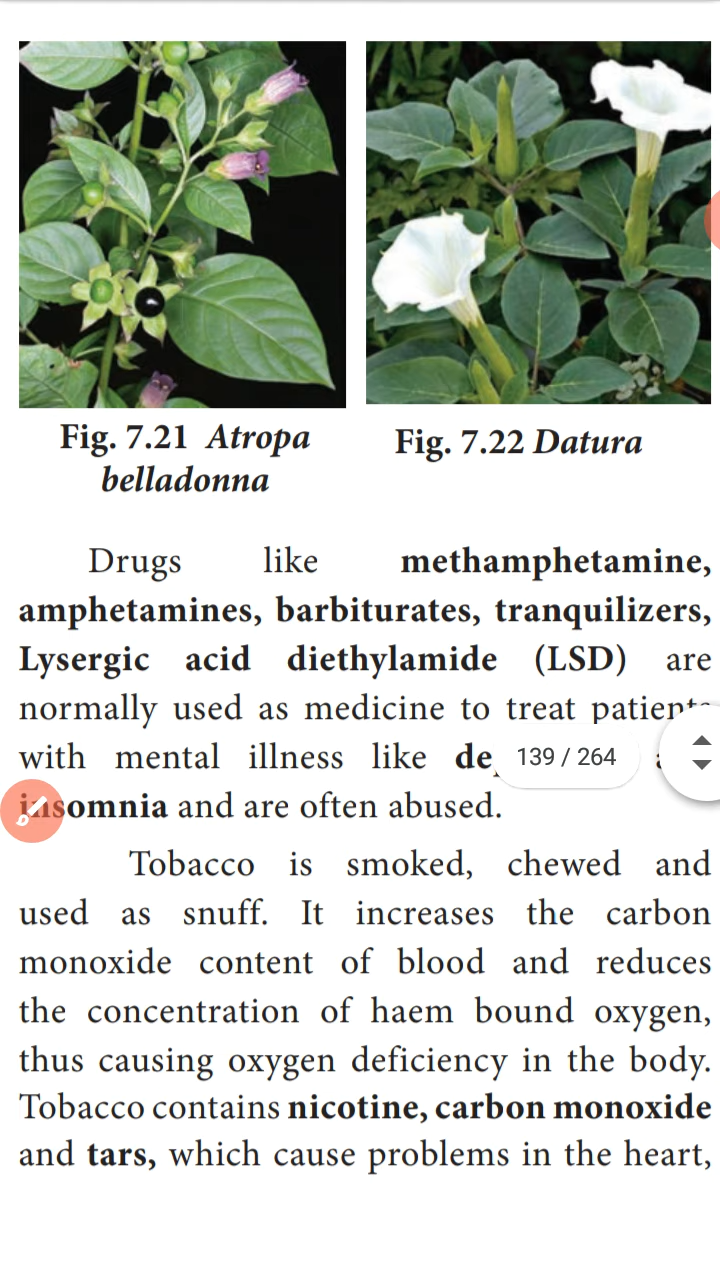 Fig. 7.21 Atropa
belladonna
Fig. 7.22 Datura
Drugs like methamphetamine,
amphetamines, barbiturates, tranquilizers,
Lysergic acid diethylamide (LSD) are
normally used as medicine to treat patients
with mental illness like
139 / 264
insomnia and are often abused.
Tobacco is smoked, chewed and
used as snuff. It increases the carbon
monoxide content of blood and reduces
the concentration of haem bound oxygen,
thus causing oxygen deficiency in the body.
Tobacco contains nicotine, carbon monoxide
and tars, which cause problems in the heart,